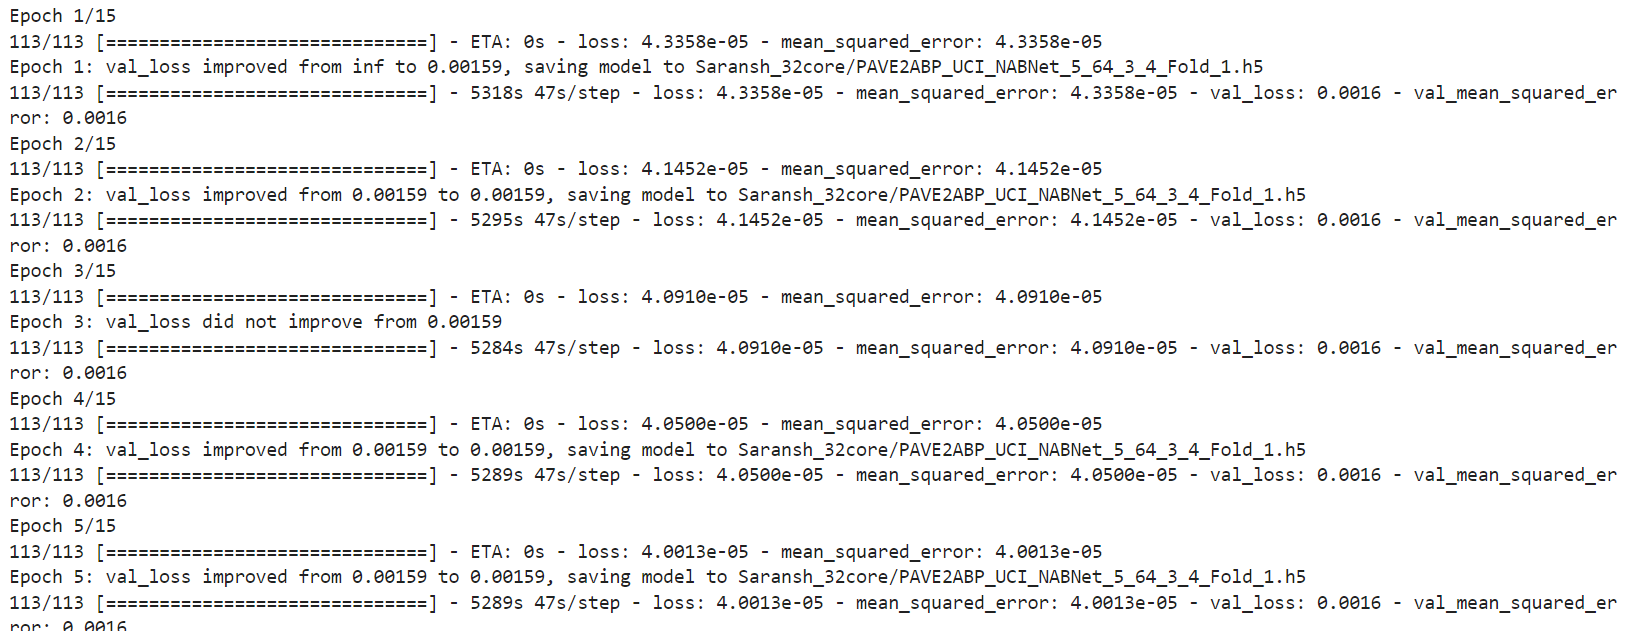 Epoch 1/15
113/113 [==============================] - ETA: 0s - loss: 4.3358e-05 - mean_squared_error: 4.3358e-05
Epoch 1: val_loss improved from inf to 0.00159, saving model to Saransh_32core/PAVE2ABP_UCI_NABNet_5_64_3_4_Fold_1.h5
113/113 [==============================] - 5318s 47s/step - loss: 4.3358e-05 - mean_squared_error: 4.3358e-05 - val_loss: 0.0016 - val_mean_squared_er
ror: 0.0016
Epoch 2/15
113/113 [==============================] - ETA: 0s - loss: 4.1452e-05 - mean_squared_error: 4.1452e-05
Epoch 2: val_loss improved from 0.00159 to 0.00159, saving model to Saransh_32core/PAVE2ABP_UCI_NABNet_5_64_3_4_Fold_1.h5
113/113 [==============================] - 5295s 47s/step - loss: 4.1452e-05 - mean_squared_error: 4.1452e-05 - val_loss: 0.0016 - val_mean_squared_er
ror: 0.0016
Epoch 3/15
113/113 [==============================] - ETA: 0s - loss: 4.0910e-05 - mean_squared_error: 4.0910e-05
Epoch 3: val_loss did not improve from 0.00159
113/113 [==============================] - 5284s 47s/step - loss: 4.0910e-05 - mean_squared_error: 4.0910e-05 - val_loss: 0.0016 - val_mean_squared_er
ror: 0.0016
Epoch 4/15
113/113 [==============================] - ETA: 0s - loss: 4.0500e-05 - mean_squared_error: 4.0500e-05
Epoch 4: val_loss improved from 0.00159 to 0.00159, saving model to Saransh_32core/PAVE2ABP_UCI_NABNet_5_64_3_4_Fold_1.h5
113/113 [==============================] - 5289s 47s/step - loss: 4.0500e-05 - mean_squared_error: 4.0500e-05 - val_loss: 0.0016 - val_mean_squared_er
ror: 0.0016
Epoch 5/15
113/113 [==============================] - ETA: 0s - loss: 4.0013e-05 - mean_squared_error: 4.0013e-05
Epoch 5: val_loss improved from 0.00159 to 0.00159, saving model to Saransh_32core/PAVE2ABP_UCI_NABNet_5_64_3_4_Fold_1.h5
113/113 [==============================] - 5289s 47s/step - loss: 4.0013e-05 - mean_squared_error: 4.0013e-05 - val_loss: 0.0016 - val_mean_squared_er
ror: 0.0016